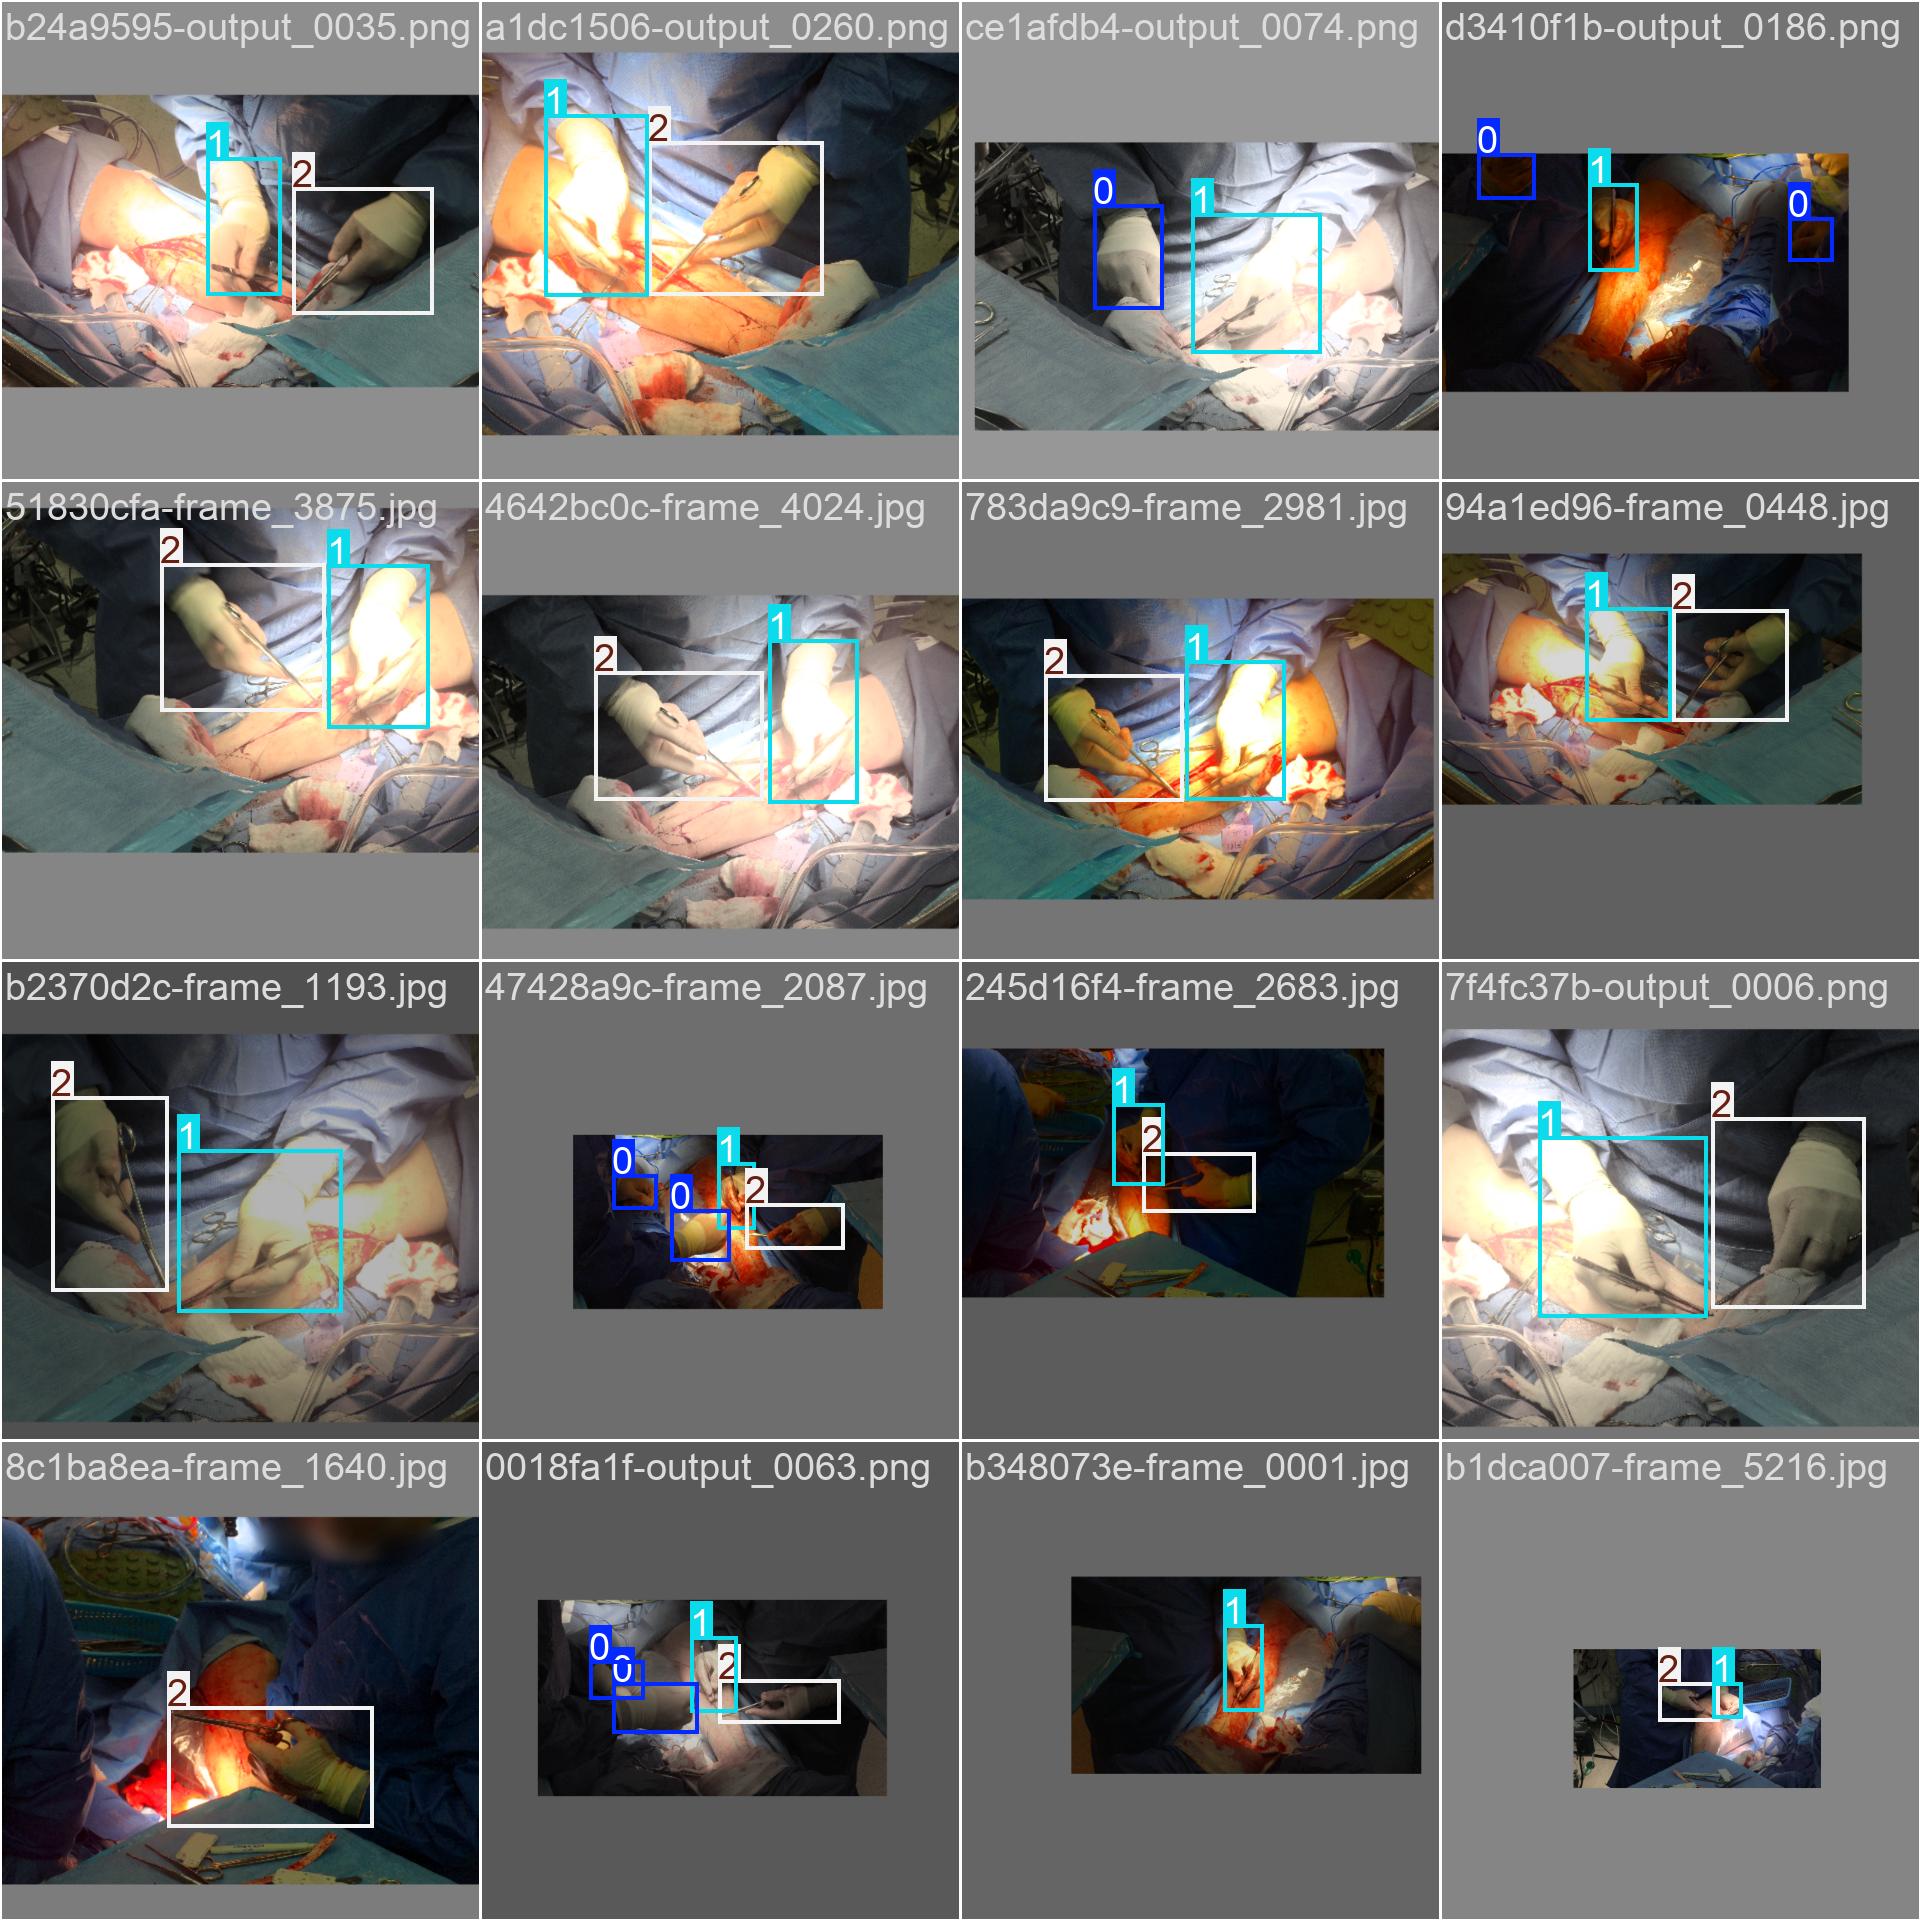 b24a9595-output_0035.png
1
2
a1dc1506-output_0260.png
1
2
ce1afdb4-output_0074.png
0
1
d3410f1b-output_0186.png
0
1
0
51830cfa-frame_3875.jpg
2
1
4642bc0c-frame_4024.jpg
2
1
783da9c9-frame_2981.jpg
2
1
94a1ed96-frame_0448.jpg
1
2
b2370d2c-frame_1193.jpg
2
1
47428a9c-frame_2087.jpg
0
0
1
2
245d16f4-frame_2683.jpg
1
2
7f4fc37b-output_0006.png
1
2
8c1ba8ea-frame_1640.jpg
2
0018fa1f-output_0063.png
0
0
1
2
b348073e-frame_0001.jpg
1
b1dca007-frame_5216.jpg
2
1